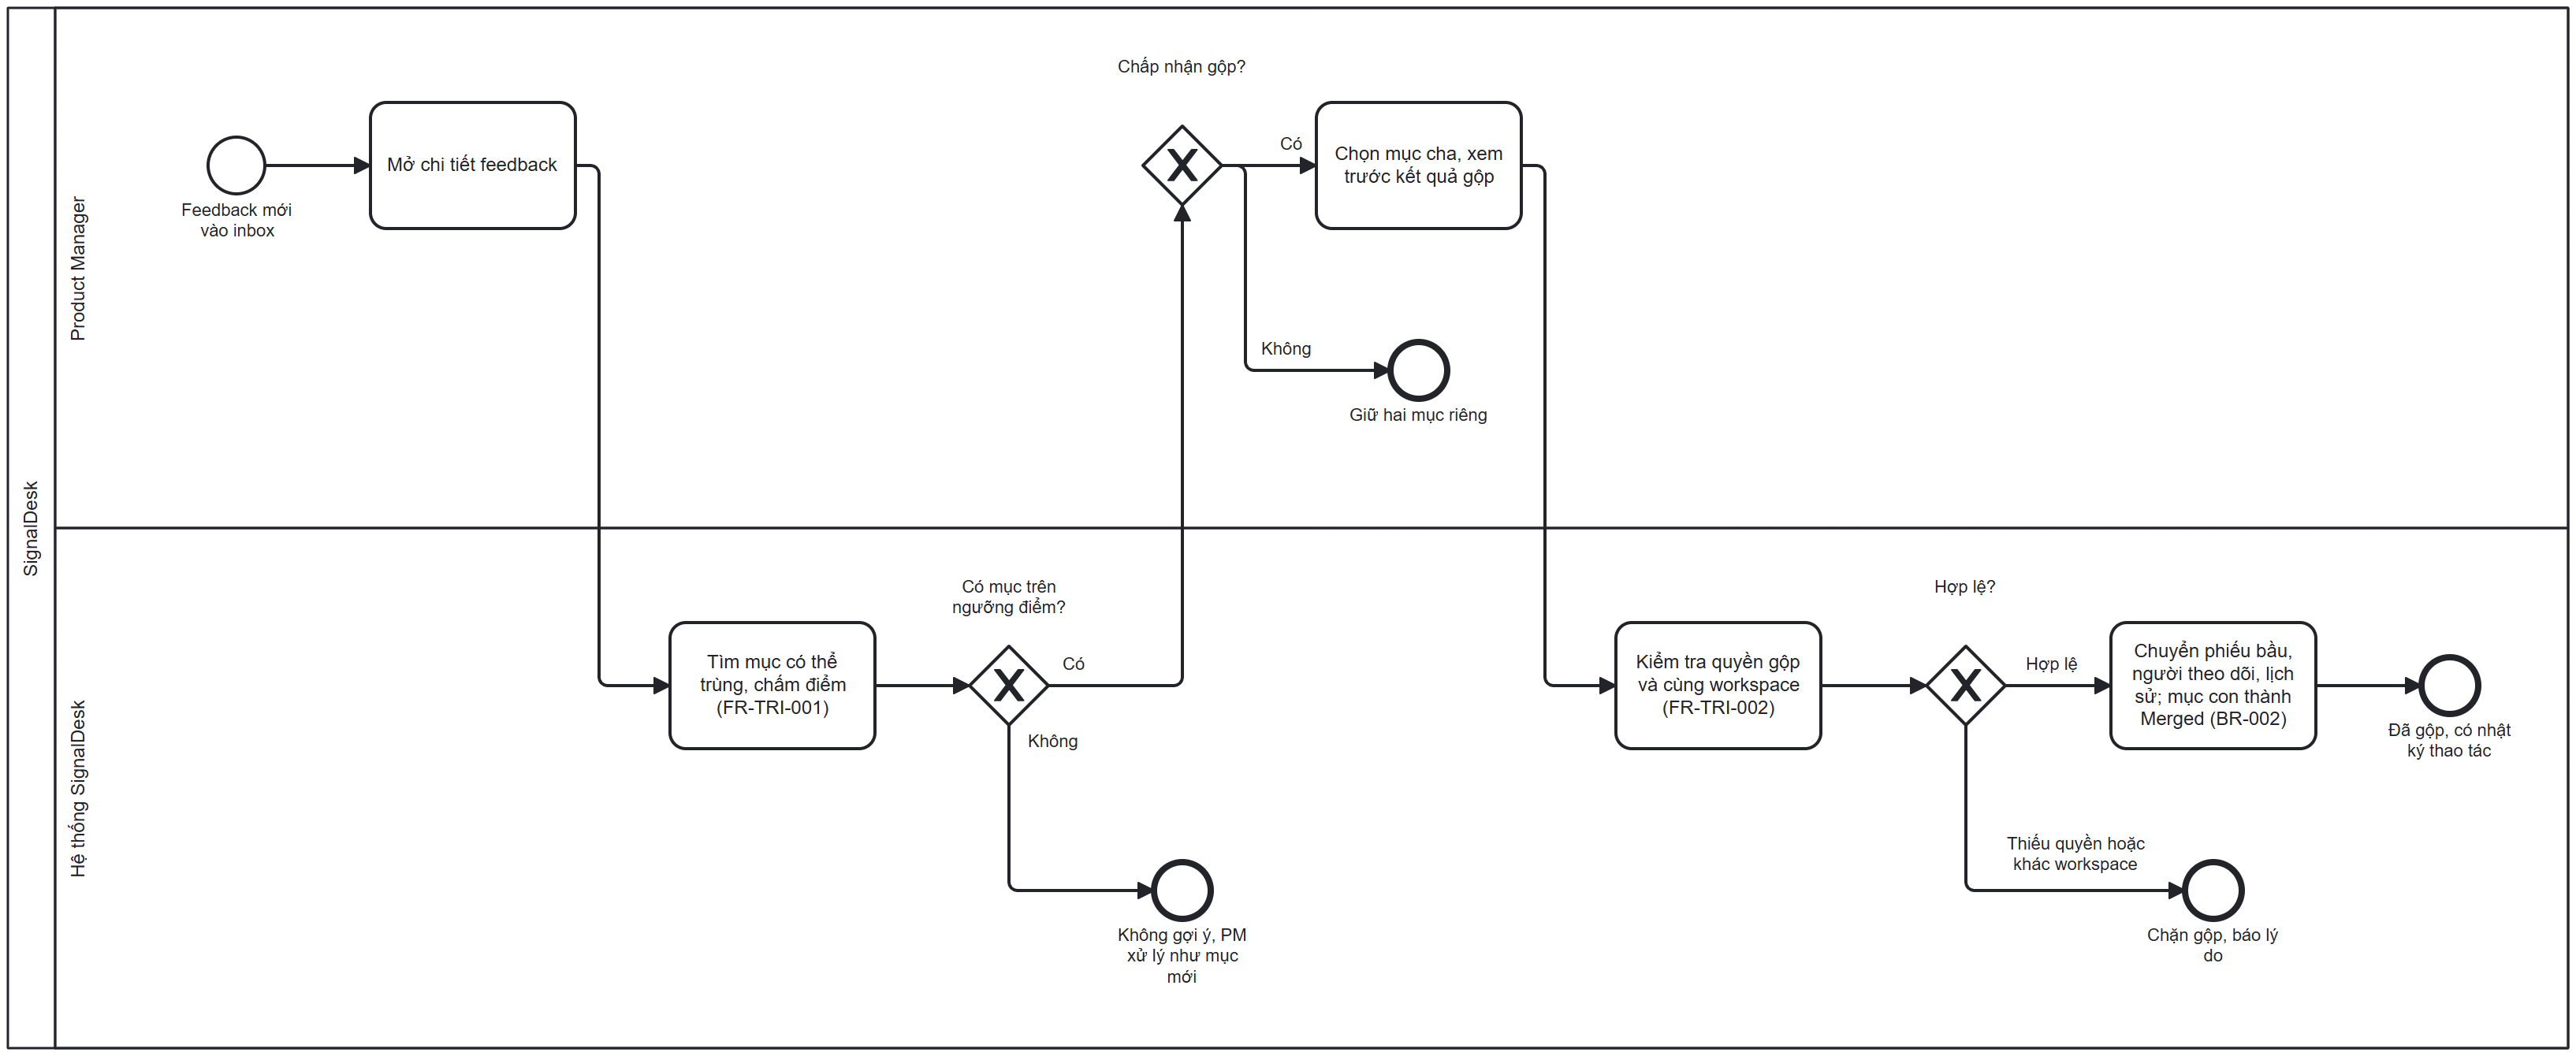 SignalDesk
Product Manager
Feedback mới
vào inbox
Mở chi tiết feedback
Chấp nhận gộp?
Có
Chọn mục cha, xem
trước kết quả gộp
Không
Giữ hai mục riêng
Hệ thống SignalDesk
Tìm mục có thể
trùng, chấm điểm
(FR-TRI-001)
Có mục trên
ngưỡng điểm?
Có
Không
Không gợi ý, PM
xử lý như mục
mới
Kiểm tra quyền gộp
và cùng workspace
(FR-TRI-002)
Hợp lệ?
Hợp lệ
Thiếu quyền hoặc
khác workspace
Chặn gộp, báo lý
do
Chuyển phiếu bầu,
người theo dõi, lịch
sử; mục con thành
Merged (BR-002)
Đã gộp, có nhật
ký thao tác